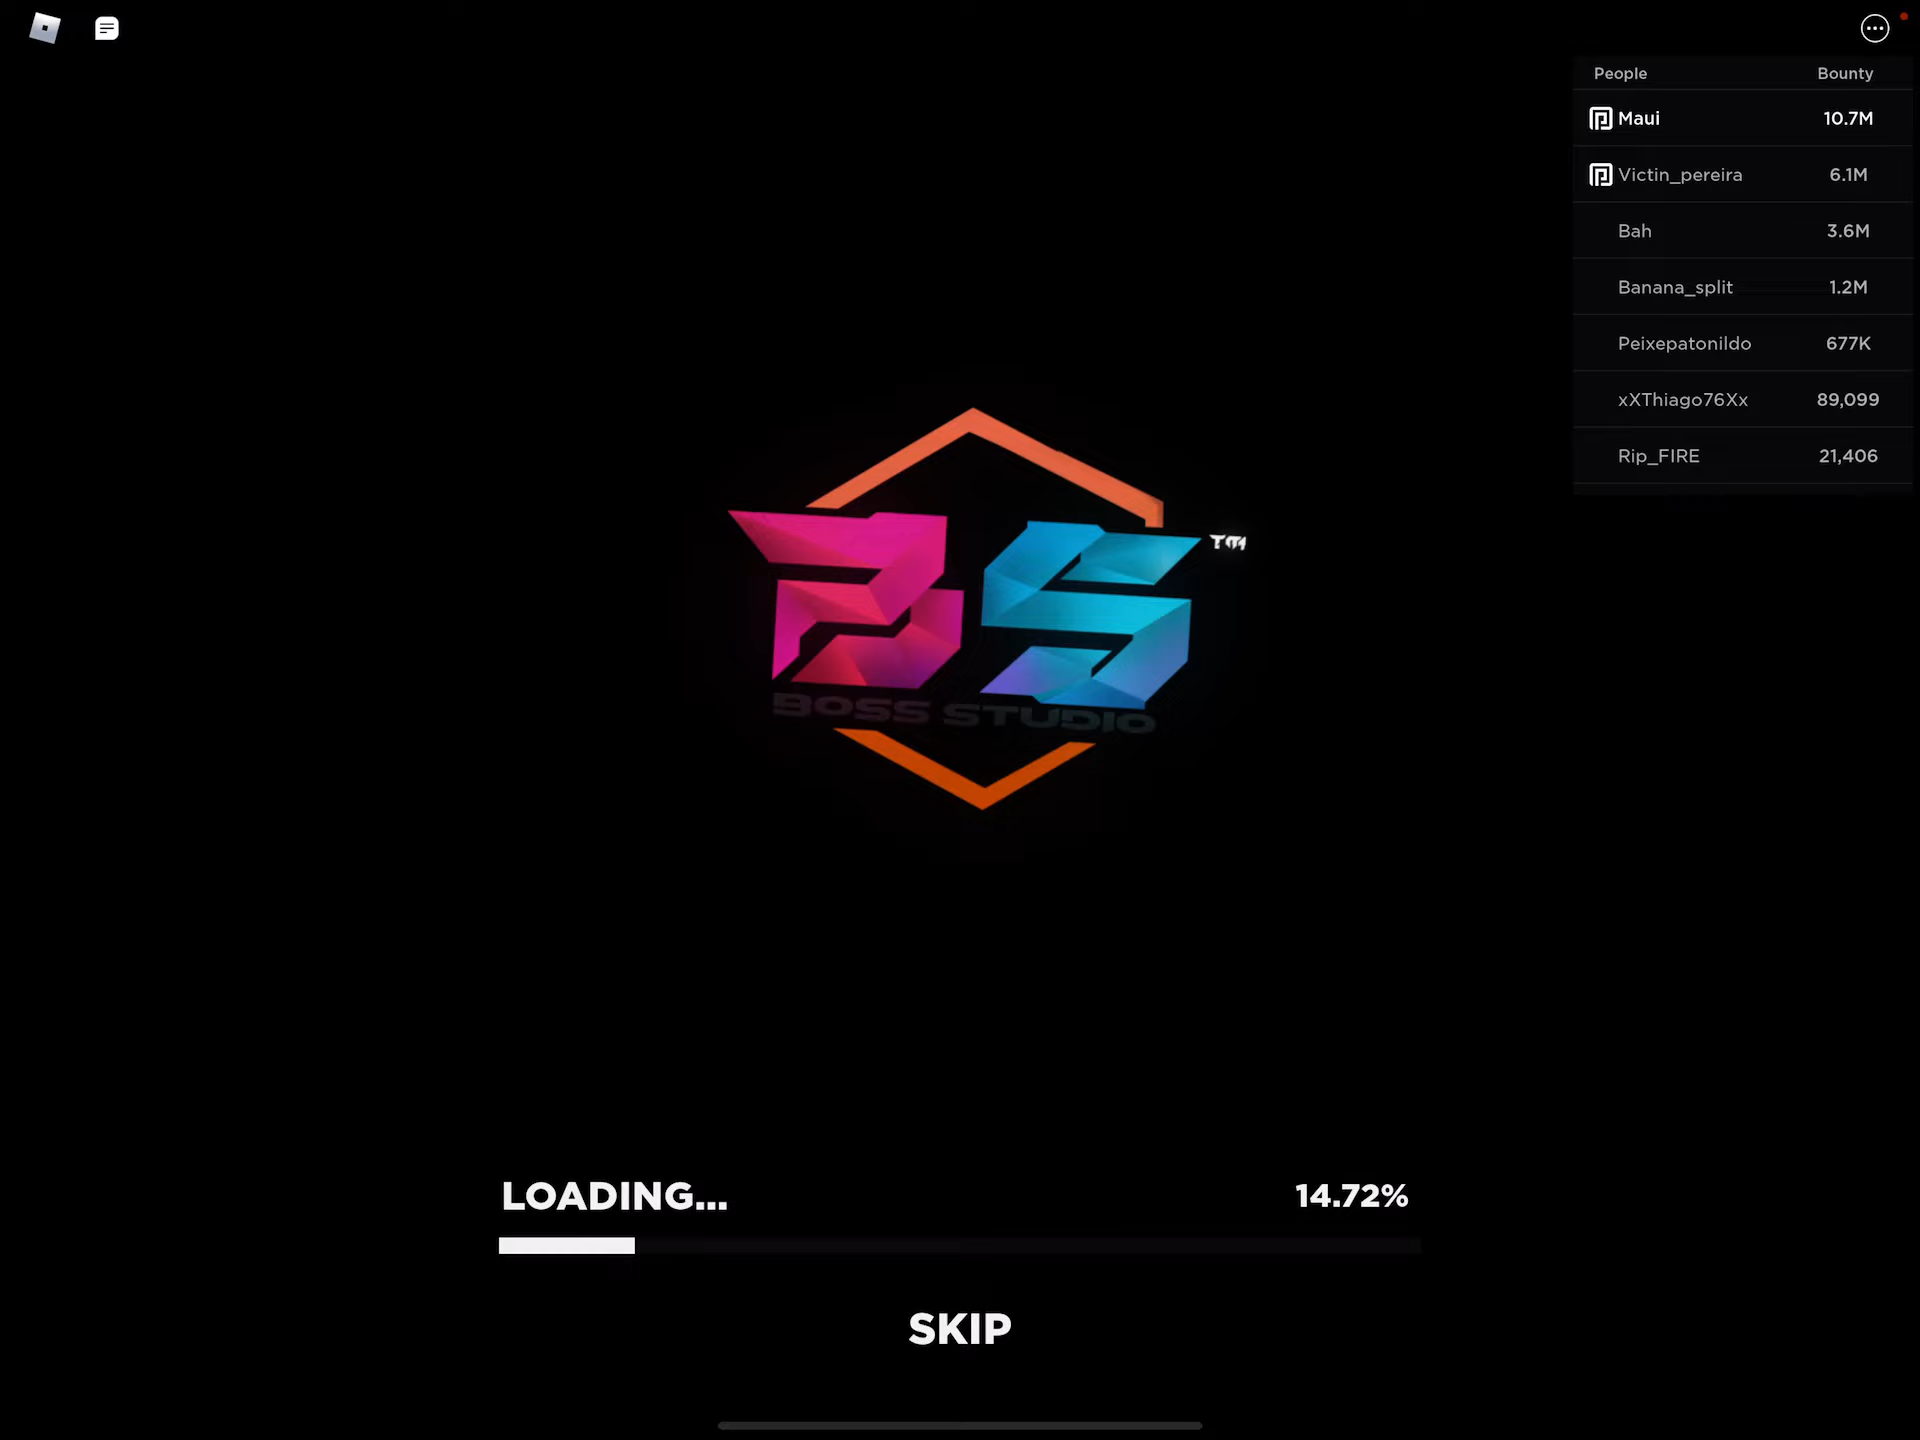 People Bounty
Maui 10.7M
Victin_pereira 6.1M
Bah 3.6M
Banana_split 1.2M
Peixepatonildo 677K
xXThiago76Xx 89,099
Rip_FIRE 21,406
BS TM
BOSS STUDIO
LOADING... 14.72%
SKIP